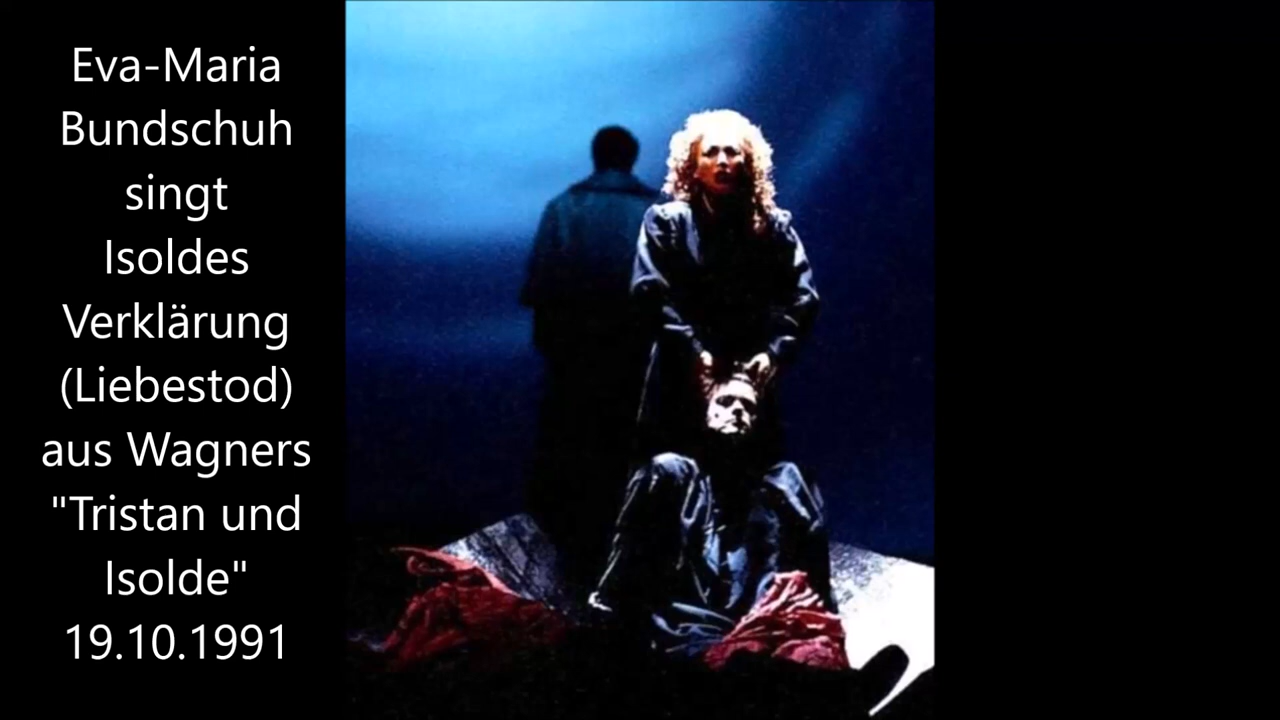 Eva-Maria
Bundschuh
singt
Isoldes
Verklärung
(Liebestod)
aus Wagners
"Tristan und
Isolde"
19.10.1991